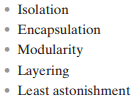 • Isolation
• Encapsulation
• Modularity
• Layering
• Least astonishment